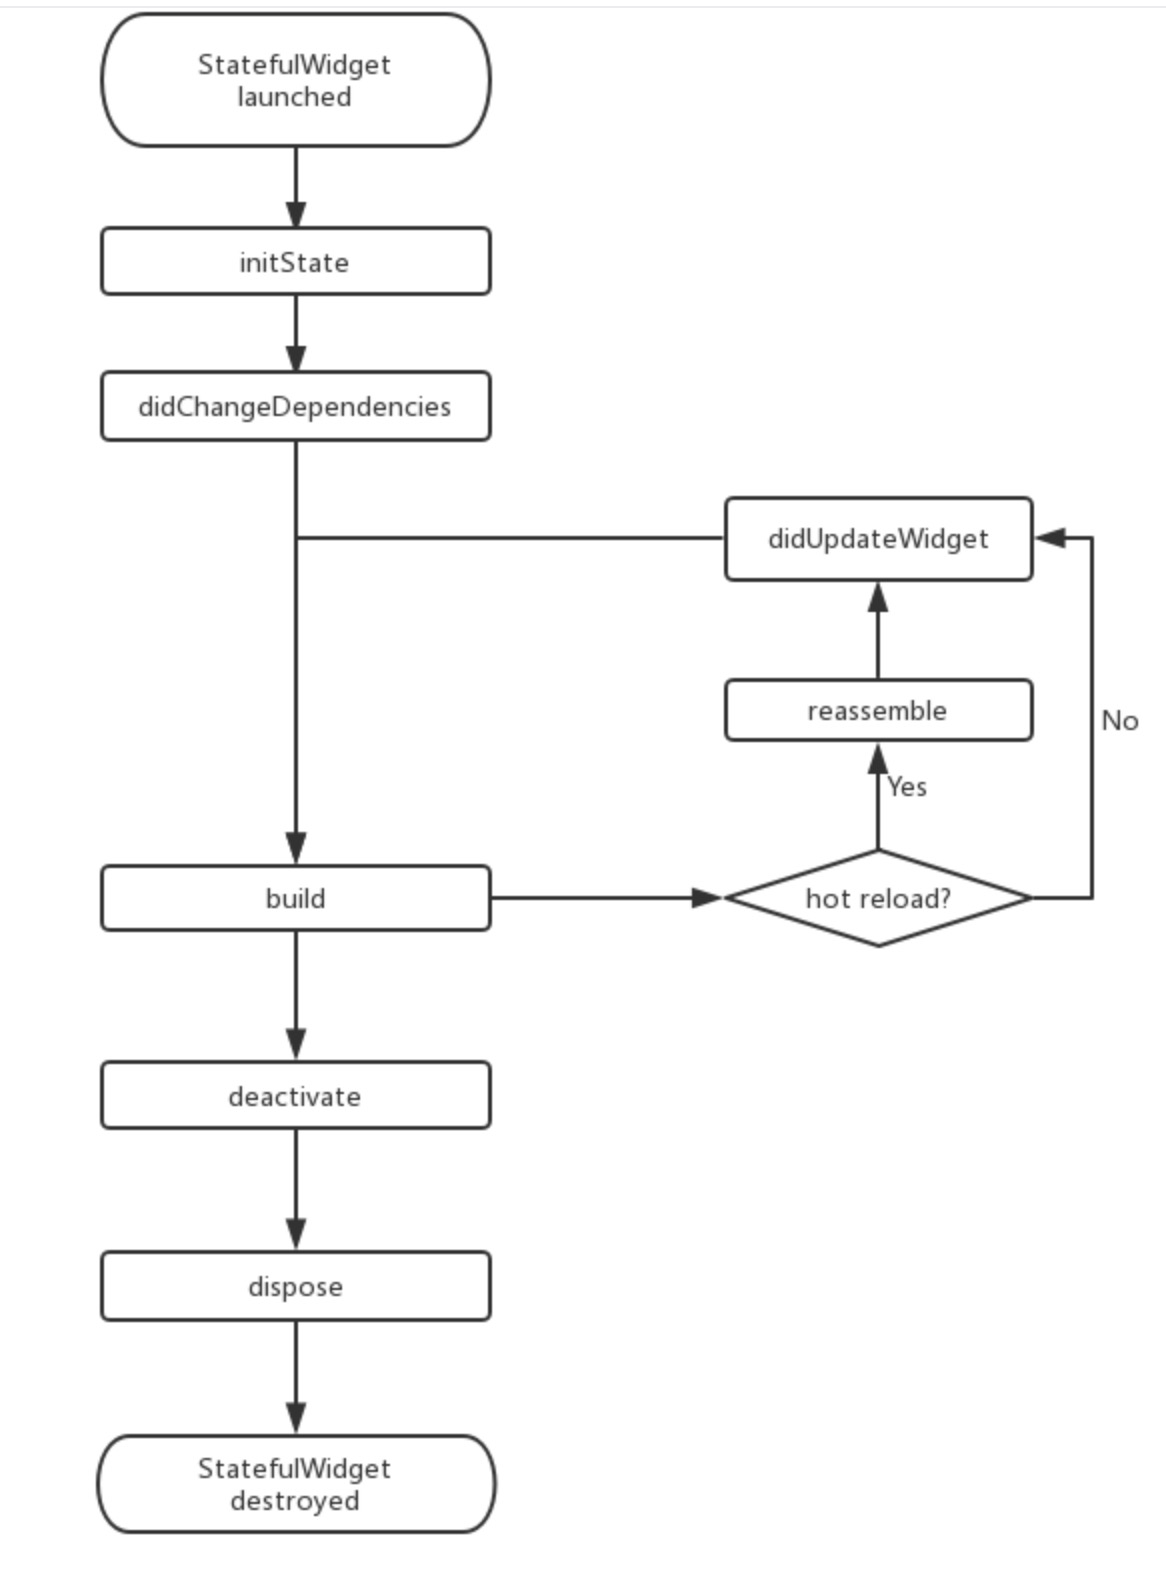 StatefulWidget
launched
initState
didChangeDependencies
didUpdateWidget
reassemble
No
Yes
build
hot reload?
deactivate
dispose
StatefulWidget
destroyed